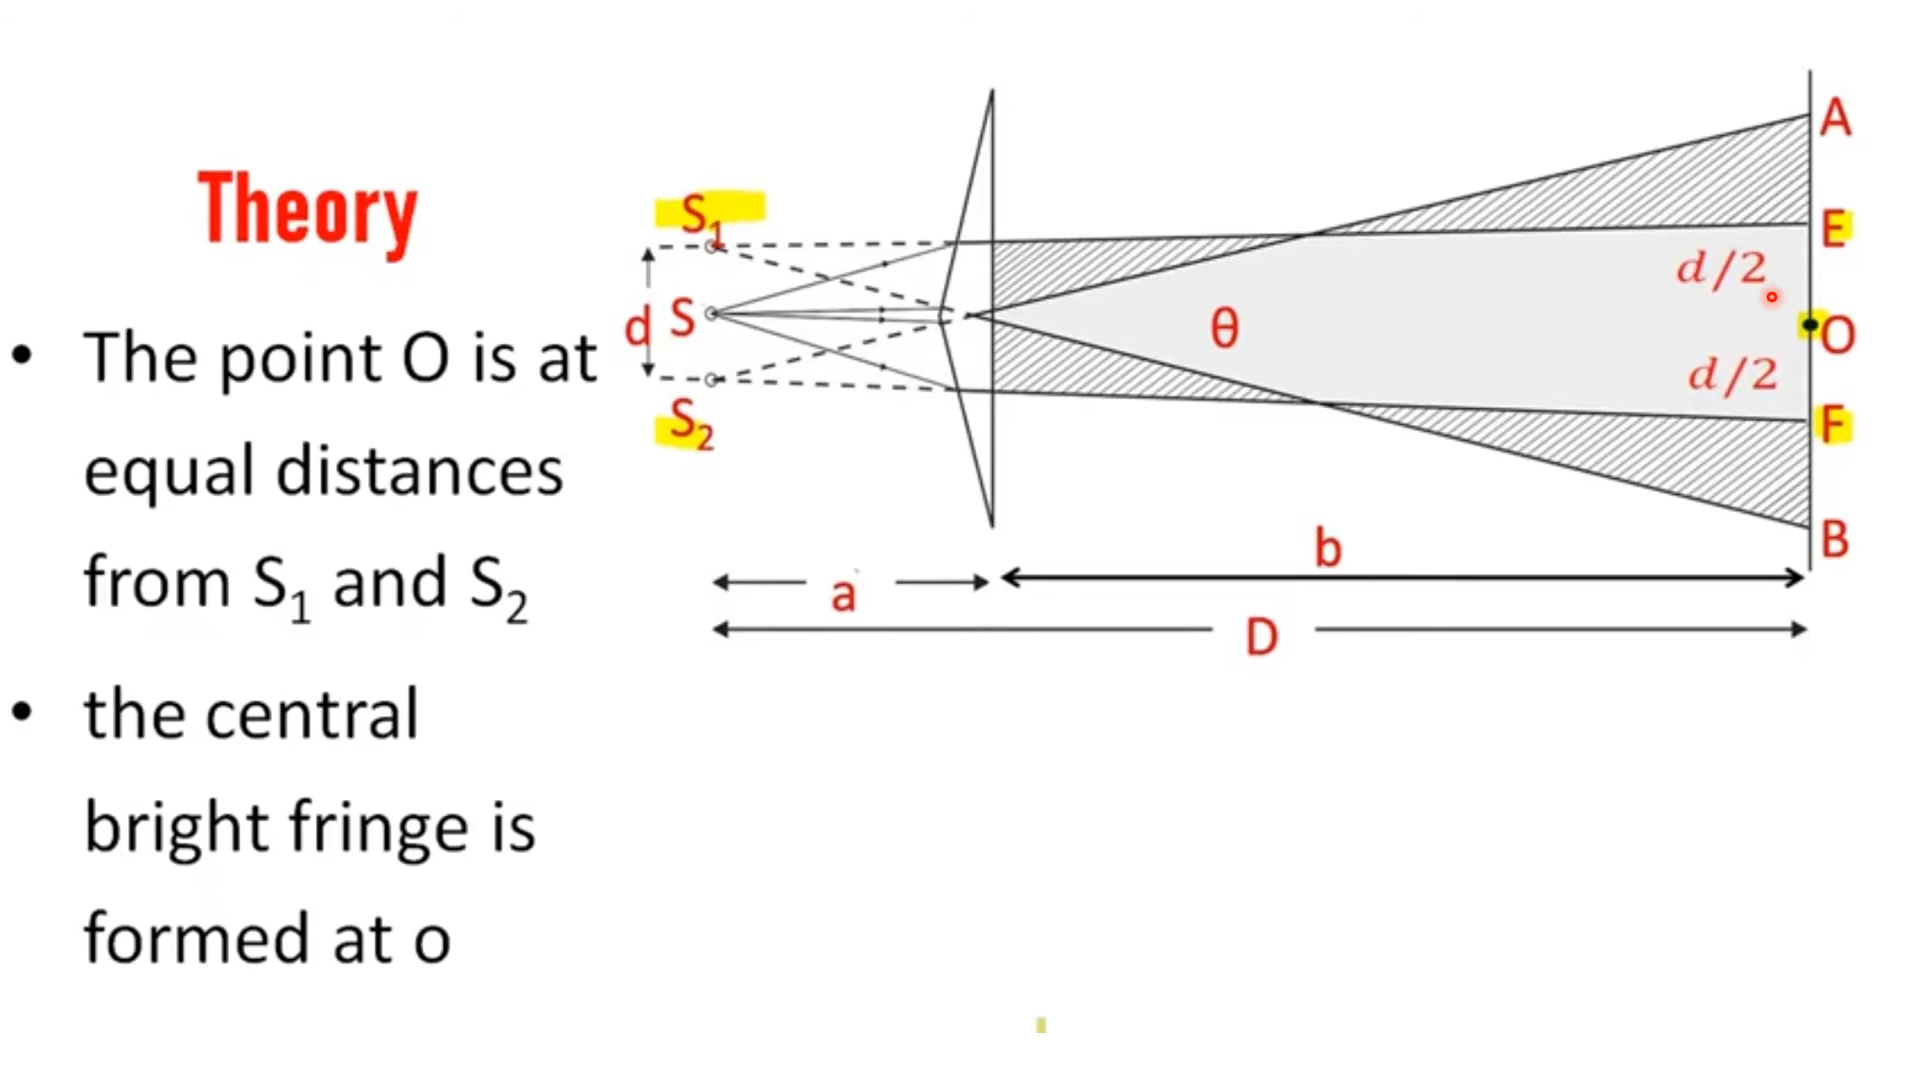 Theory
• The point O is at
equal distances
from S₁ and S₂
• the central
bright fringe is
formed at o
S₁
d
S
S₂
θ
A
E
d/2
O
d/2
F
B
a
b
D